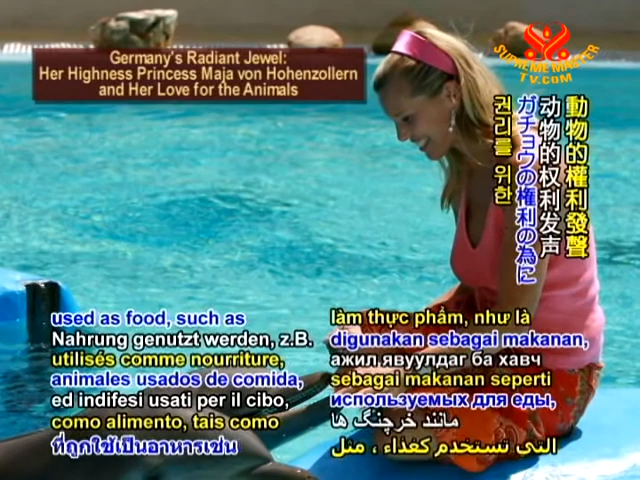 Germany's Radiant Jewel:
Her Highness Princess Maja von Hohenzollern
and Her Love for the Animals
SUPREME MASTER
TV.COM
動物的權利發聲
动物的权利发声
ガチョウの権利の為に
권리를 위한
used as food, such as
Nahrung genutzt werden, z.B.
utilisés comme nourriture,
animales usados de comida,
ed indifesi usati per il cibo,
como alimento, tais como
ที่ถูกใช้เป็นอาหารเช่น
làm thực phẩm, như là
digunakan sebagai makanan,
ажил явуулдаг ба хавч
sebagai makanan seperti
используемых для еды,
مانند خرچنگ ها
التي تستخدم كغذاء ، مثل